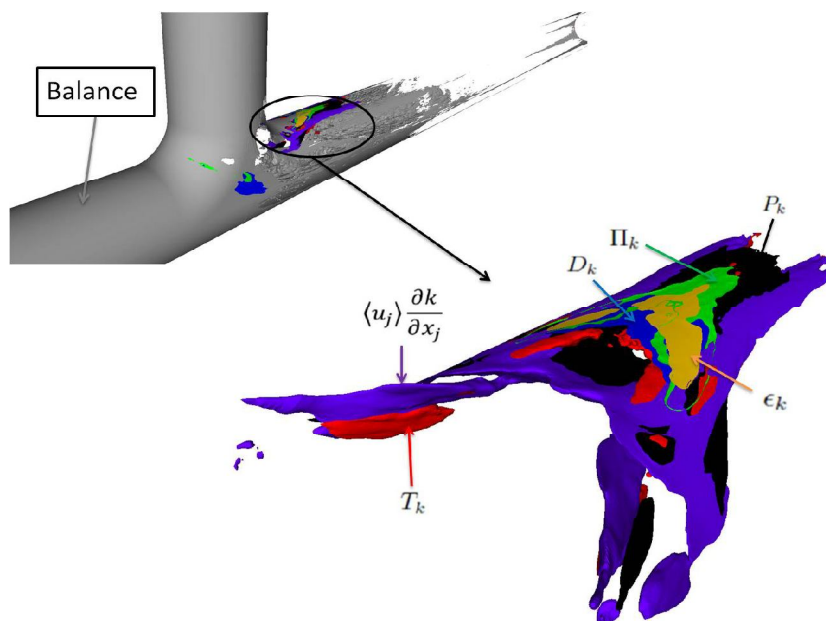 Balance
P_k
Π_k
D_k
⟨u_j⟩ ∂k/∂x_j
ϵ_k
T_k